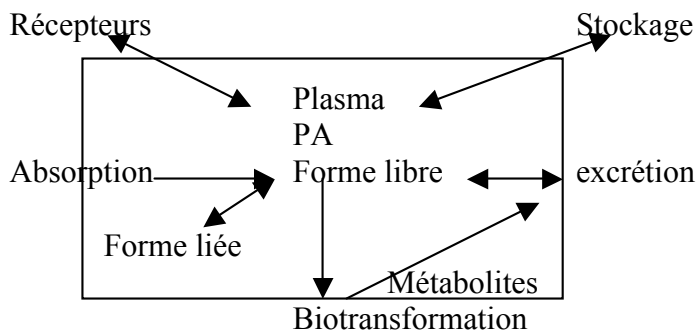 Récepteurs Stockage
Plasma
PA
Absorption Forme libre excrétion
Forme liée
Métabolites
Biotransformation